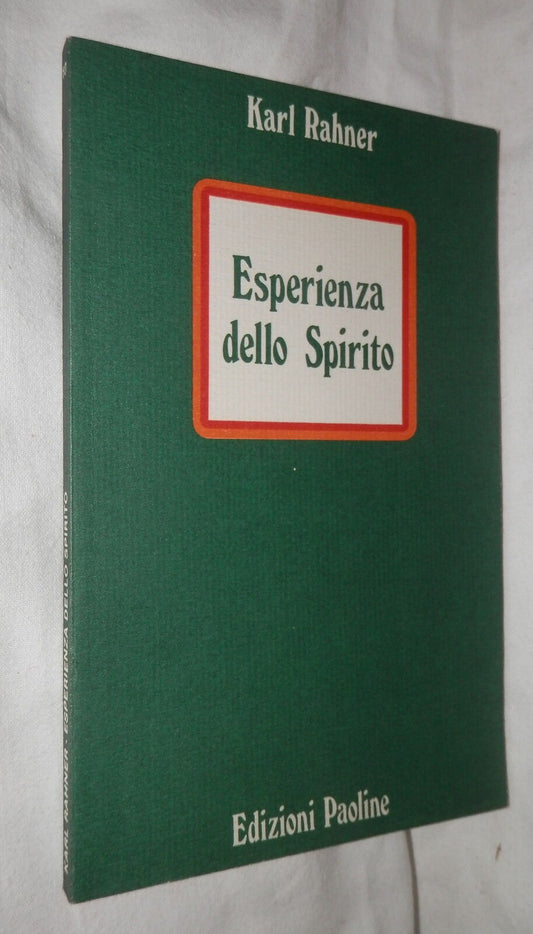 Karl Rahner
Esperienza
dello Spirito
Edizioni Paoline
KARL RAHNER - ESPERIENZA DELLO SPIRITO